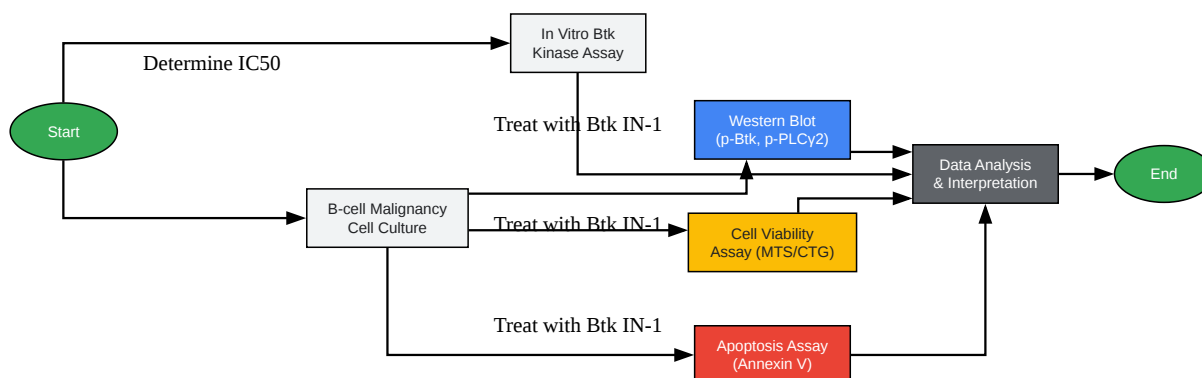 In Vitro Btk
Kinase Assay
Determine IC50
Start
Treat with Btk IN-1
Western Blot
(p-Btk, p-PLCγ2)
Data Analysis
& Interpretation
End
B-cell Malignancy
Cell Culture
Treat with Btk IN-1
Cell Viability
Assay (MTS/CTG)
Treat with Btk IN-1
Apoptosis Assay
(Annexin V)